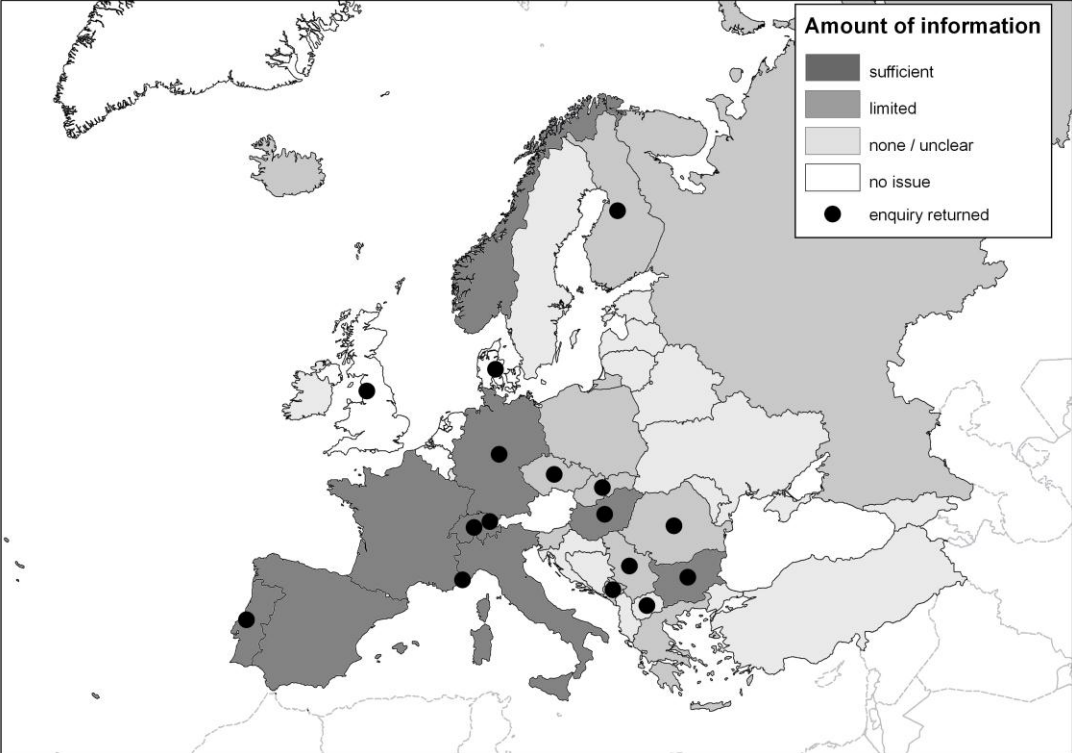 Amount of information
sufficient
limited
none / unclear
no issue
enquiry returned